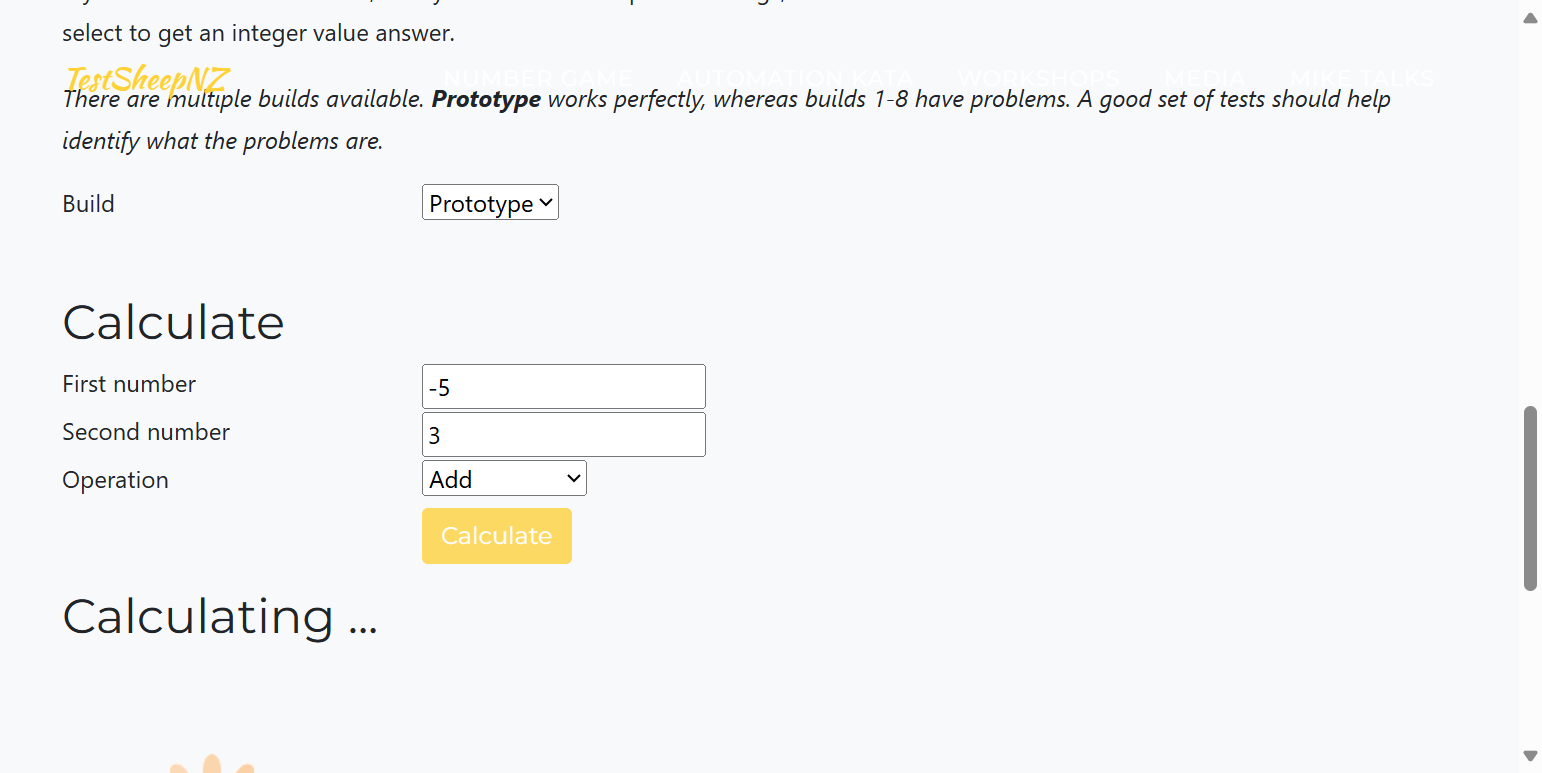 select to get an integer value answer.
TestSheepNZ NUMBER GAME AUTOMATION KATA WORKSHOPS MEDIA MIKE TALKS
There are multiple builds available. Prototype works perfectly, whereas builds 1-8 have problems. A good set of tests should help
identify what the problems are.
Build Prototype
Calculate
First number -5
Second number 3
Operation Add
Calculate
Calculating ...